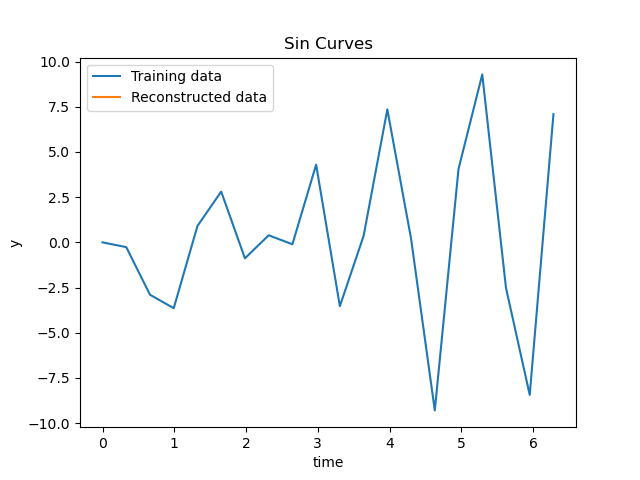 Sin Curves
Training data
Reconstructed data
10.0
7.5
5.0
2.5
0.0
−2.5
−5.0
−7.5
−10.0
y
0 1 2 3 4 5 6
time